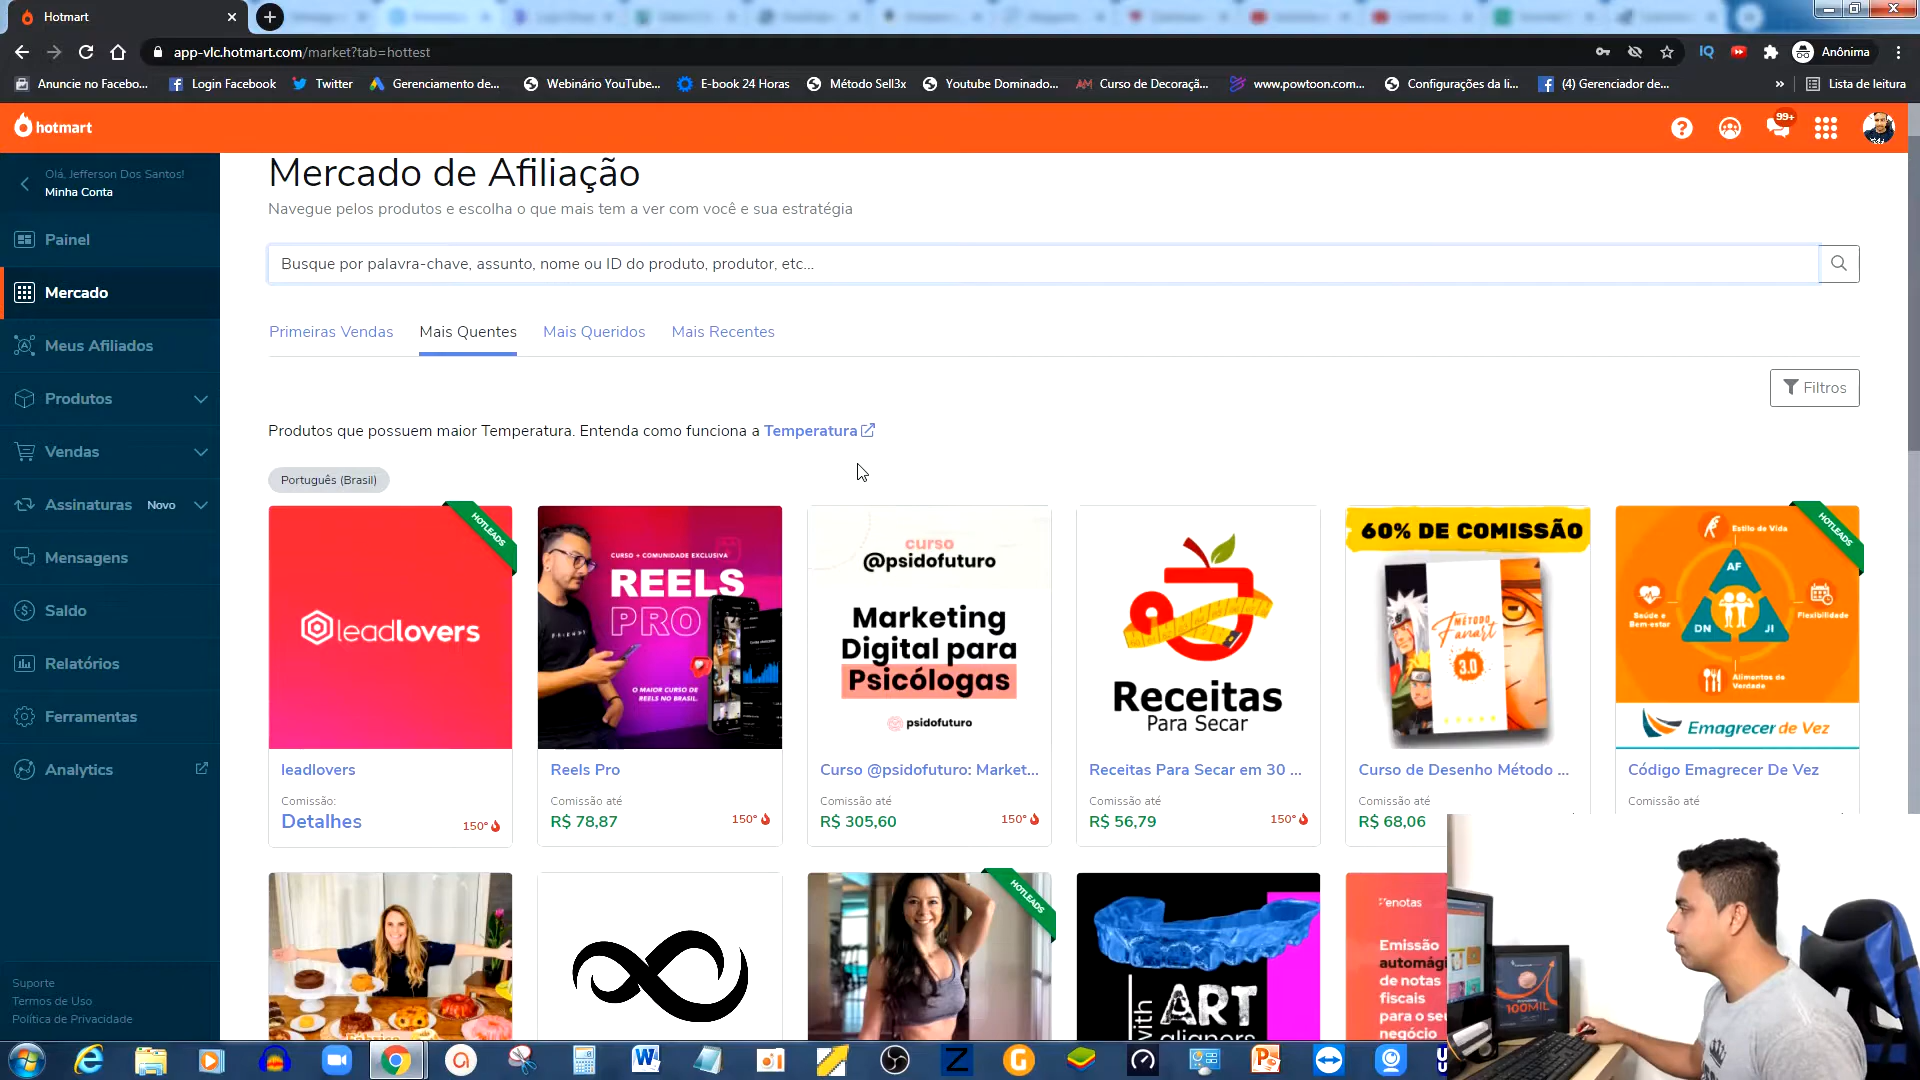 Hotmart
app-vlc.hotmart.com/market?tab=hottest
Anônima
Anuncie no Facebo...
Login Facebook
Twitter
Gerenciamento de...
Webinário YouTube...
E-book 24 Horas
Método Sell3x
Youtube Dominado...
Curso de Decoraçã...
www.powtoon.com...
Configurações da li...
(4) Gerenciador de...
»
Lista de leitura
hotmart
99+
Olá, Jefferson Dos Santos!
Minha Conta
Painel
Mercado
Meus Afiliados
Produtos
Vendas
Assinaturas Novo
Mensagens
Saldo
Relatórios
Ferramentas
Analytics
Suporte
Termos de Uso
Política de Privacidade
Mercado de Afiliação
Navegue pelos produtos e escolha o que mais tem a ver com você e sua estratégia
Busque por palavra-chave, assunto, nome ou ID do produto, produtor, etc...
Primeiras Vendas
Mais Quentes
Mais Queridos
Mais Recentes
Filtros
Produtos que possuem maior Temperatura. Entenda como funciona a Temperatura
Português (Brasil)
HOTLEADS
leadlovers
leadlovers
Comissão:
Detalhes
150°
CURSO + COMUNIDADE EXCLUSIVA
REELS
PRO
O MAIOR CURSO DE
REELS NO BRASIL.
Reels Pro
Comissão até
R$ 78,87
150°
curso
@psidofuturo
Marketing
Digital para
Psicólogas
psidofuturo
Curso @psidofuturo: Market...
Comissão até
R$ 305,60
150°
Receitas
Para Secar
Receitas Para Secar em 30 ...
Comissão até
R$ 56,79
150°
60% DE COMISSÃO
MÉTODO
Fanart
3.0
Curso de Desenho Método ...
Comissão até
R$ 68,06
HOTLEADS
Estilo de Vida
AF
Saúde e
Bem-estar
Flexibilidade
DN
JI
Alimentos de
Verdade
Emagrecer de Vez
Código Emagrecer De Vez
Comissão até
HOTLEADS
with
ART
aligners
enotas
Emissão
automági
de notas
fiscais
para o seu
negócio
100MIL